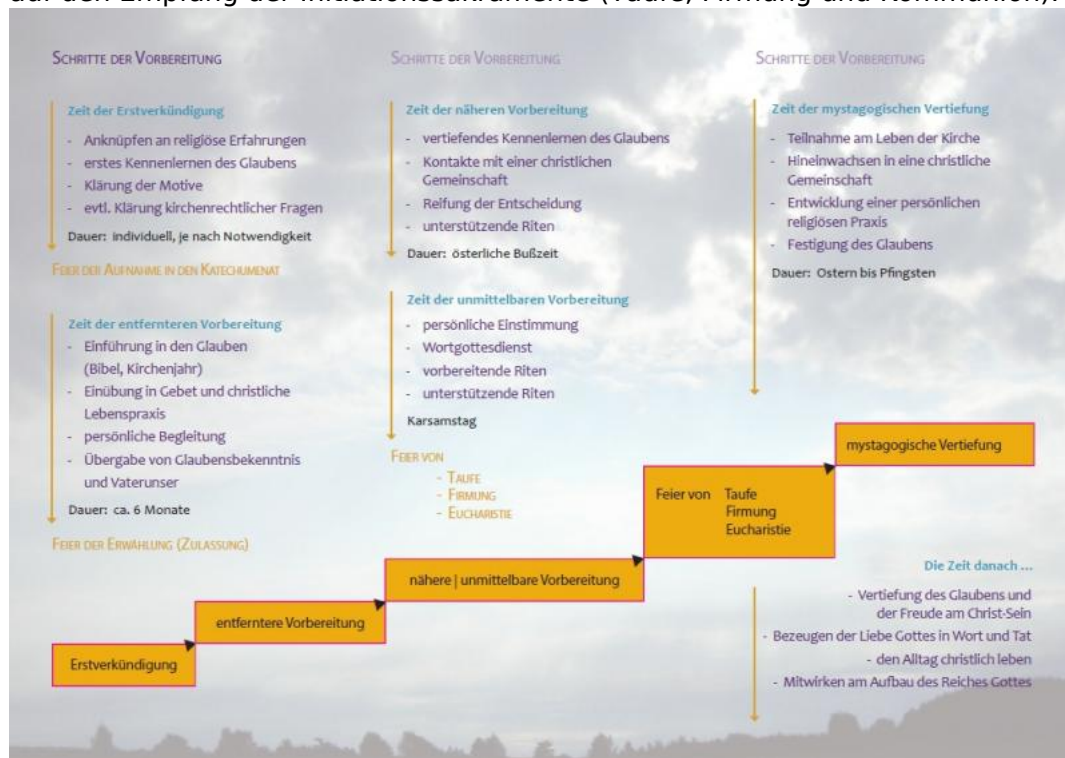 auf den Empfang der Initiationssakramente (Taufe, Firmung und Kommunion).
SCHRITTE DER VORBEREITUNG
Zeit der Erstverkündigung
- Anknüpfen an religiöse Erfahrungen
- erstes Kennenlernen des Glaubens
- Klärung der Motive
- evtl. Klärung kirchenrechtlicher Fragen
Dauer: individuell, je nach Notwendigkeit
FEIER DER AUFNAHME IN DEN KATECHUMENAT
Zeit der entfernteren Vorbereitung
- Einführung in den Glauben
(Bibel, Kirchenjahr)
- Einübung in Gebet und christliche
Lebenspraxis
- persönliche Begleitung
- Übergabe von Glaubensbekenntnis
und Vaterunser
Dauer: ca. 6 Monate
FEIER DER ERWÄHLUNG (ZULASSUNG)
SCHRITTE DER VORBEREITUNG
Zeit der näheren Vorbereitung
- vertiefendes Kennenlernen des Glaubens
- Kontakte mit einer christlichen
Gemeinschaft
- Reifung der Entscheidung
- unterstützende Riten
Dauer: österliche Bußzeit
Zeit der unmittelbaren Vorbereitung
- persönliche Einstimmung
- Wortgottesdienst
- vorbereitende Riten
- unterstützende Riten
Karsamstag
FEIER VON
- TAUFE
- FIRMUNG
- EUCHARISTIE
SCHRITTE DER VORBEREITUNG
Zeit der mystagogischen Vertiefung
- Teilnahme am Leben der Kirche
- Hineinwachsen in eine christliche
Gemeinschaft
- Entwicklung einer persönlichen
religiösen Praxis
- Festigung des Glaubens
Dauer: Ostern bis Pfingsten
Erstverkündigung
entferntere Vorbereitung
nähere | unmittelbare Vorbereitung
Feier von Taufe
Firmung
Eucharistie
mystagogische Vertiefung
Die Zeit danach ...
- Vertiefung des Glaubens und
der Freude am Christ-Sein
- Bezeugen der Liebe Gottes in Wort und Tat
- den Alltag christlich leben
- Mitwirken am Aufbau des Reiches Gottes